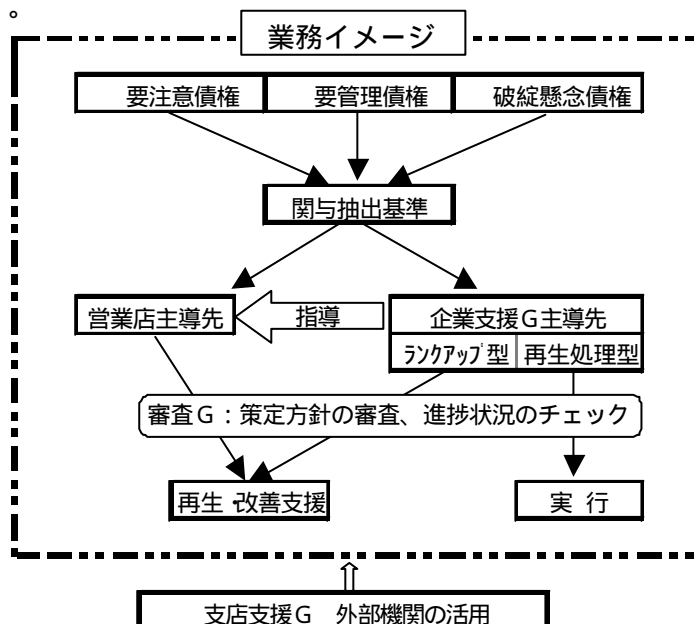 。
業務イメージ
要注意債権 要管理債権 破綻懸念債権
関与抽出基準
営業店主導先 指導 企業支援G主導先
ﾗﾝｸｱｯﾌﾟ型 再生処理型
審査G：策定方針の審査、進捗状況のチェック
再生・改善支援 実 行
支店支援G 外部機関の活用